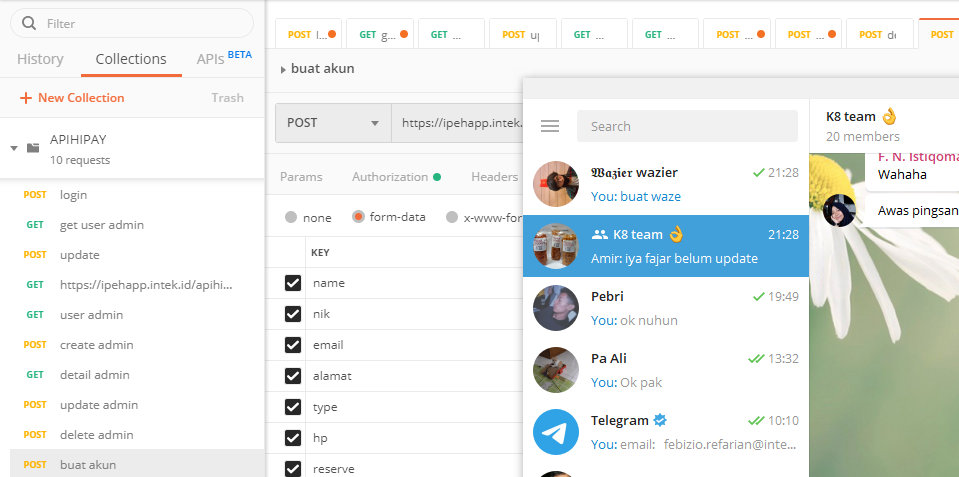 Filter
History
Collections
APIs BETA
+ New Collection
Trash
APIHIPAY
10 requests
POST login
GET get user admin
POST update
POST https://ipehapp.intek.id/apihi...
GET user admin
POST create admin
GET detail admin
POST update admin
POST delete admin
POST buat akun
POST l...
GET g...
GET ...
POST up
GET ...
GET ...
POST ...
POST ...
POST de
POST
buat akun
POST
https://ipehapp.intek.
Params
Authorization
Headers
none
form-data
x-www-for
KEY
name
nik
email
alamat
type
hp
reserve
Search
𝖂𝖆𝖟𝖎𝖊𝖗 wazier
21:28
You: buat waze
K8 team 👌
21:28
Amir: iya fajar belum update
Pebri
19:49
You: ok nuhun
Pa Ali
13:32
You: Ok pak
Telegram
10:10
You: email: febizio.refarian@inte...
K8 team 👌
20 members
F. N. Istiqoma
Wahaha
Awas pingsan